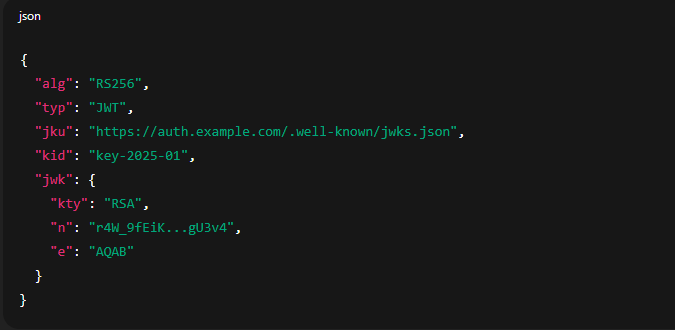 json
{
"alg": "RS256",
"typ": "JWT",
"jku": "https://auth.example.com/.well-known/jwks.json",
"kid": "key-2025-01",
"jwk": {
"kty": "RSA",
"n": "r4W_9fEiK...gU3v4",
"e": "AQAB"
}
}